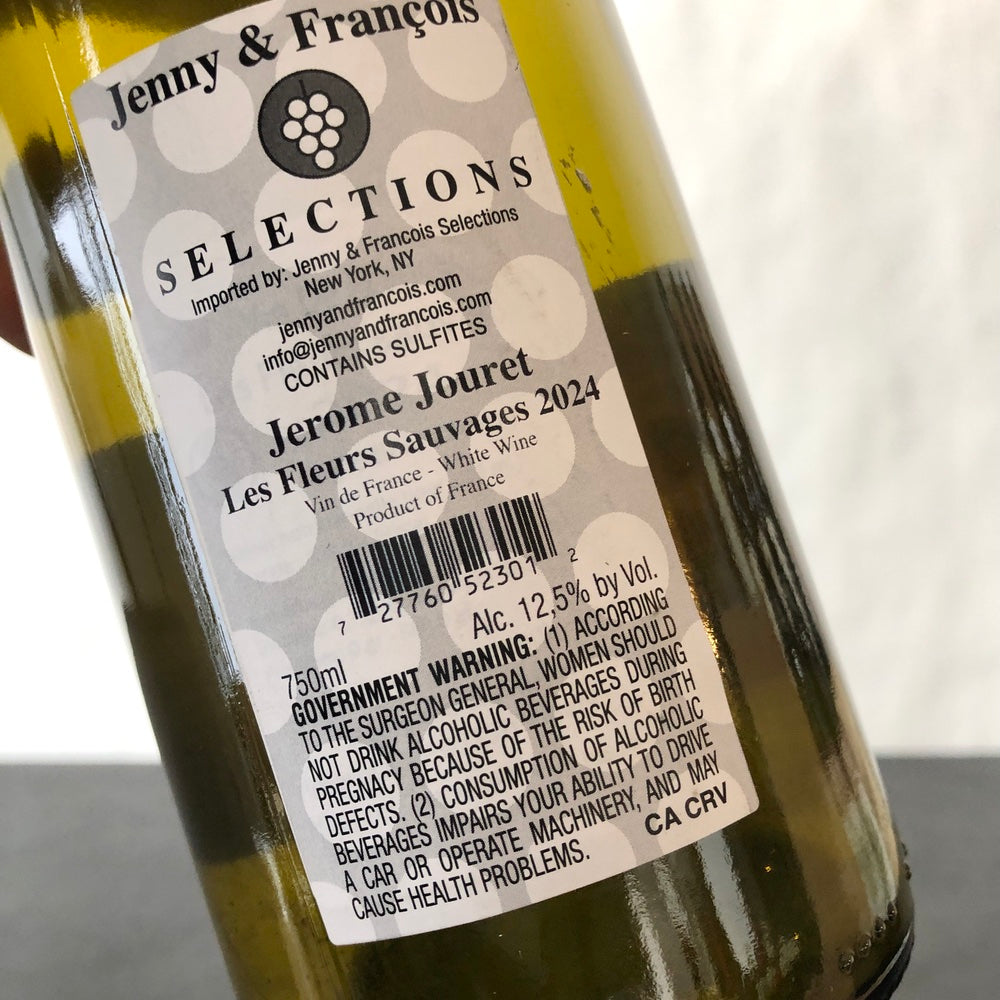 Jenny & François
SELECTIONS
Imported by: Jenny & Francois Selections
New York, NY
jennyandfrancois.com
info@jennyandfrancois.com
CONTAINS SULFITES
Jerome Jouret
Les Fleurs Sauvages 2024
Vin de France - White Wine
Product of France
7 27760 52301 2
Alc. 12,5% by Vol.
750ml
GOVERNMENT WARNING: (1) ACCORDING
TO THE SURGEON GENERAL, WOMEN SHOULD
NOT DRINK ALCOHOLIC BEVERAGES DURING
PREGNACY BECAUSE OF THE RISK OF BIRTH
DEFECTS. (2) CONSUMPTION OF ALCOHOLIC
BEVERAGES IMPAIRS YOUR ABILITY TO DRIVE
A CAR OR OPERATE MACHINERY, AND MAY
CAUSE HEALTH PROBLEMS.
CA CRV